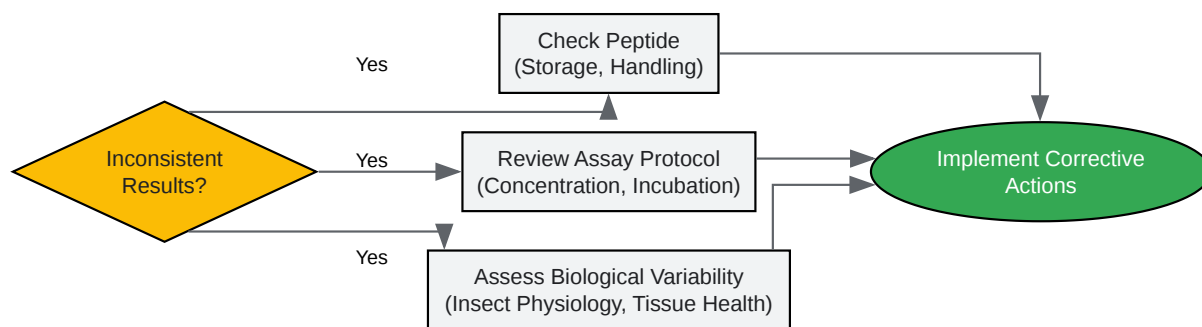 Yes
Check Peptide
(Storage, Handling)
Inconsistent
Results?
Yes
Review Assay Protocol
(Concentration, Incubation)
Implement Corrective
Actions
Yes
Assess Biological Variability
(Insect Physiology, Tissue Health)